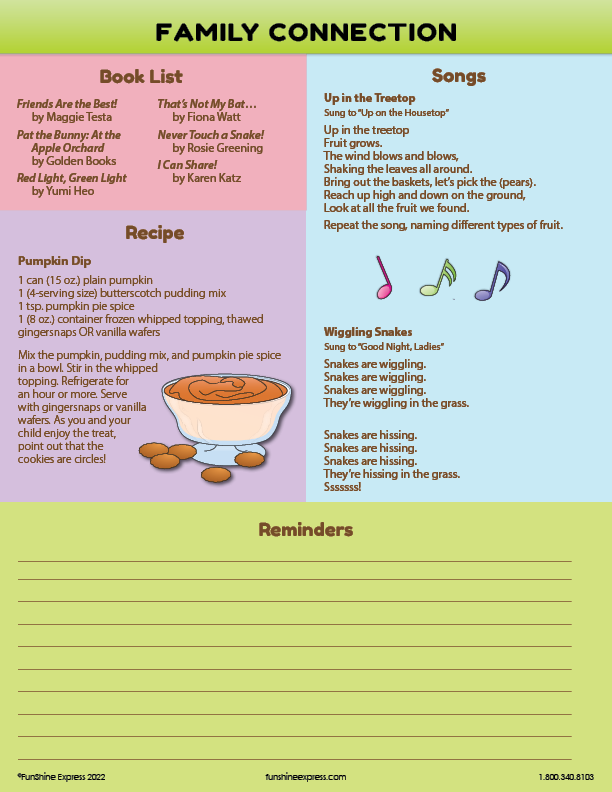 FAMILY CONNECTION
Book List
Friends Are the Best!
by Maggie Testa
Pat the Bunny: At the
Apple Orchard
by Golden Books
Red Light, Green Light
by Yumi Heo
That's Not My Bat…
by Fiona Watt
Never Touch a Snake!
by Rosie Greening
I Can Share!
by Karen Katz
Recipe
Pumpkin Dip
1 can (15 oz.) plain pumpkin
1 (4-serving size) butterscotch pudding mix
1 tsp. pumpkin pie spice
1 (8 oz.) container frozen whipped topping, thawed
gingersnaps OR vanilla wafers
Mix the pumpkin, pudding mix, and pumpkin pie spice
in a bowl. Stir in the whipped
topping. Refrigerate for
an hour or more. Serve
with gingersnaps or vanilla
wafers. As you and your
child enjoy the treat,
point out that the
cookies are circles!
Songs
Up in the Treetop
Sung to "Up on the Housetop"
Up in the treetop
Fruit grows.
The wind blows and blows,
Shaking the leaves all around.
Bring out the baskets, let's pick the (pears).
Reach up high and down on the ground,
Look at all the fruit we found.
Repeat the song, naming different types of fruit.
Wiggling Snakes
Sung to "Good Night, Ladies"
Snakes are wiggling.
Snakes are wiggling.
Snakes are wiggling.
They're wiggling in the grass.
Snakes are hissing.
Snakes are hissing.
Snakes are hissing.
They're hissing in the grass.
Sssssss!
Reminders
©FunShine Express 2022
funshineexpress.com
1.800.340.8103